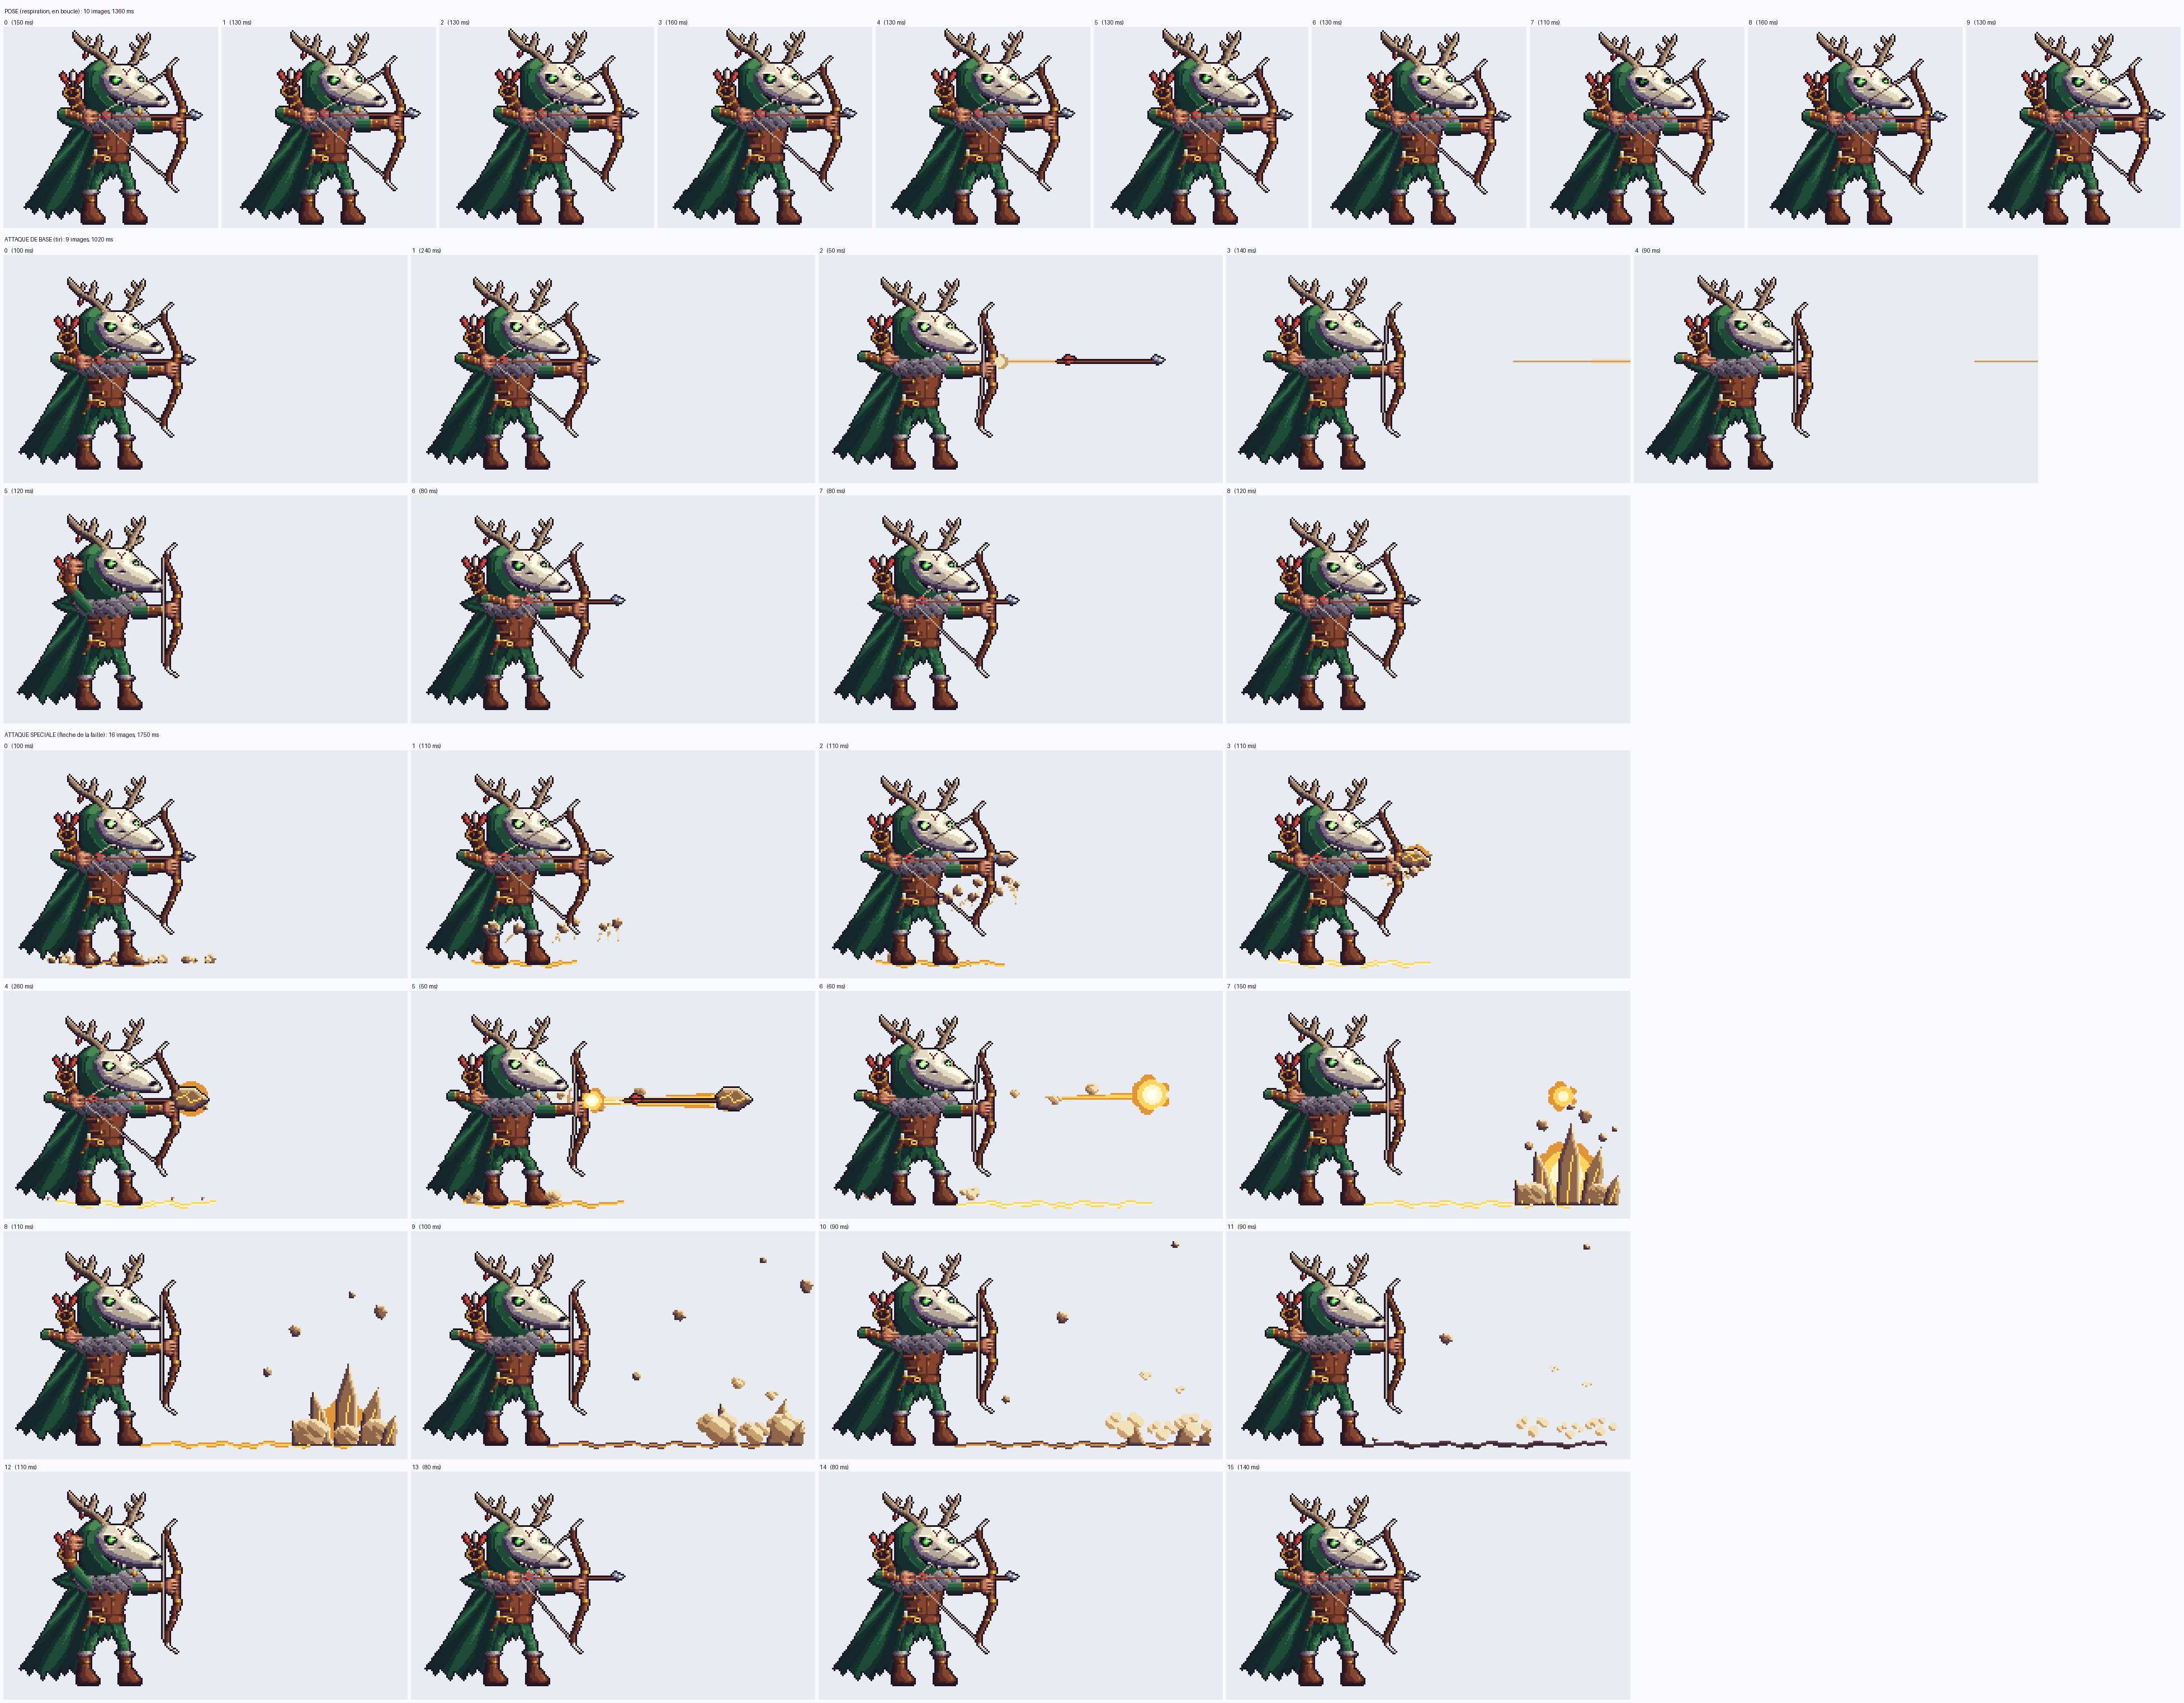 POSE (respiration, en boucle) : 10 images, 1360 ms
0 (150 ms) 1 (130 ms) 2 (130 ms) 3 (160 ms) 4 (130 ms) 5 (130 ms) 6 (130 ms) 7 (110 ms) 8 (160 ms) 9 (130 ms)
ATTAQUE DE BASE (tir) : 9 images, 1020 ms
0 (100 ms) 1 (240 ms) 2 (50 ms) 3 (140 ms) 4 (90 ms)
5 (120 ms) 6 (80 ms) 7 (80 ms) 8 (120 ms)
ATTAQUE SPECIALE (fleche de la faille) : 16 images, 1750 ms
0 (100 ms) 1 (110 ms) 2 (110 ms) 3 (110 ms)
4 (260 ms) 5 (50 ms) 6 (60 ms) 7 (150 ms)
8 (110 ms) 9 (100 ms) 10 (90 ms) 11 (90 ms)
12 (110 ms) 13 (80 ms) 14 (80 ms) 15 (140 ms)